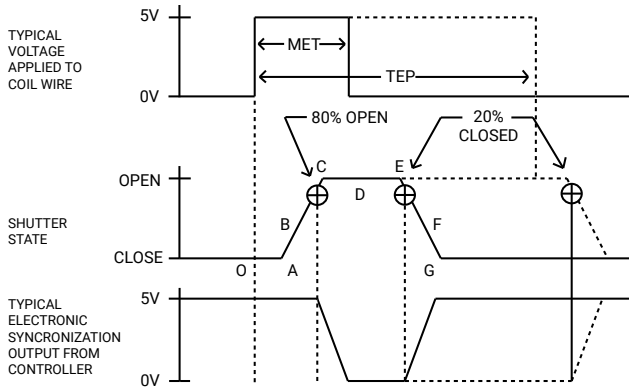 TYPICAL
VOLTAGE
APPLIED TO
COIL WIRE
5V
0V
MET
TEP
80% OPEN
20%
CLOSED
SHUTTER
STATE
OPEN
CLOSE
C
E
D
B
F
O
A
G
TYPICAL
ELECTRONIC
SYNCRONIZATION
OUTPUT FROM
CONTROLLER
5V
0V